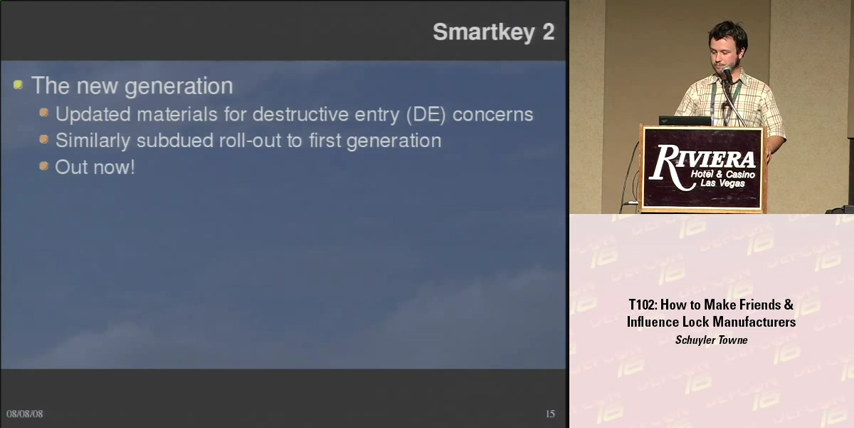 Smartkey 2
The new generation
Updated materials for destructive entry (DE) concerns
Similarly subdued roll-out to first generation
Out now!
08/08/08
15
RIVIERA
Hotel & Casino
Las Vegas
T102: How to Make Friends &
Influence Lock Manufacturers
Schuyler Towne